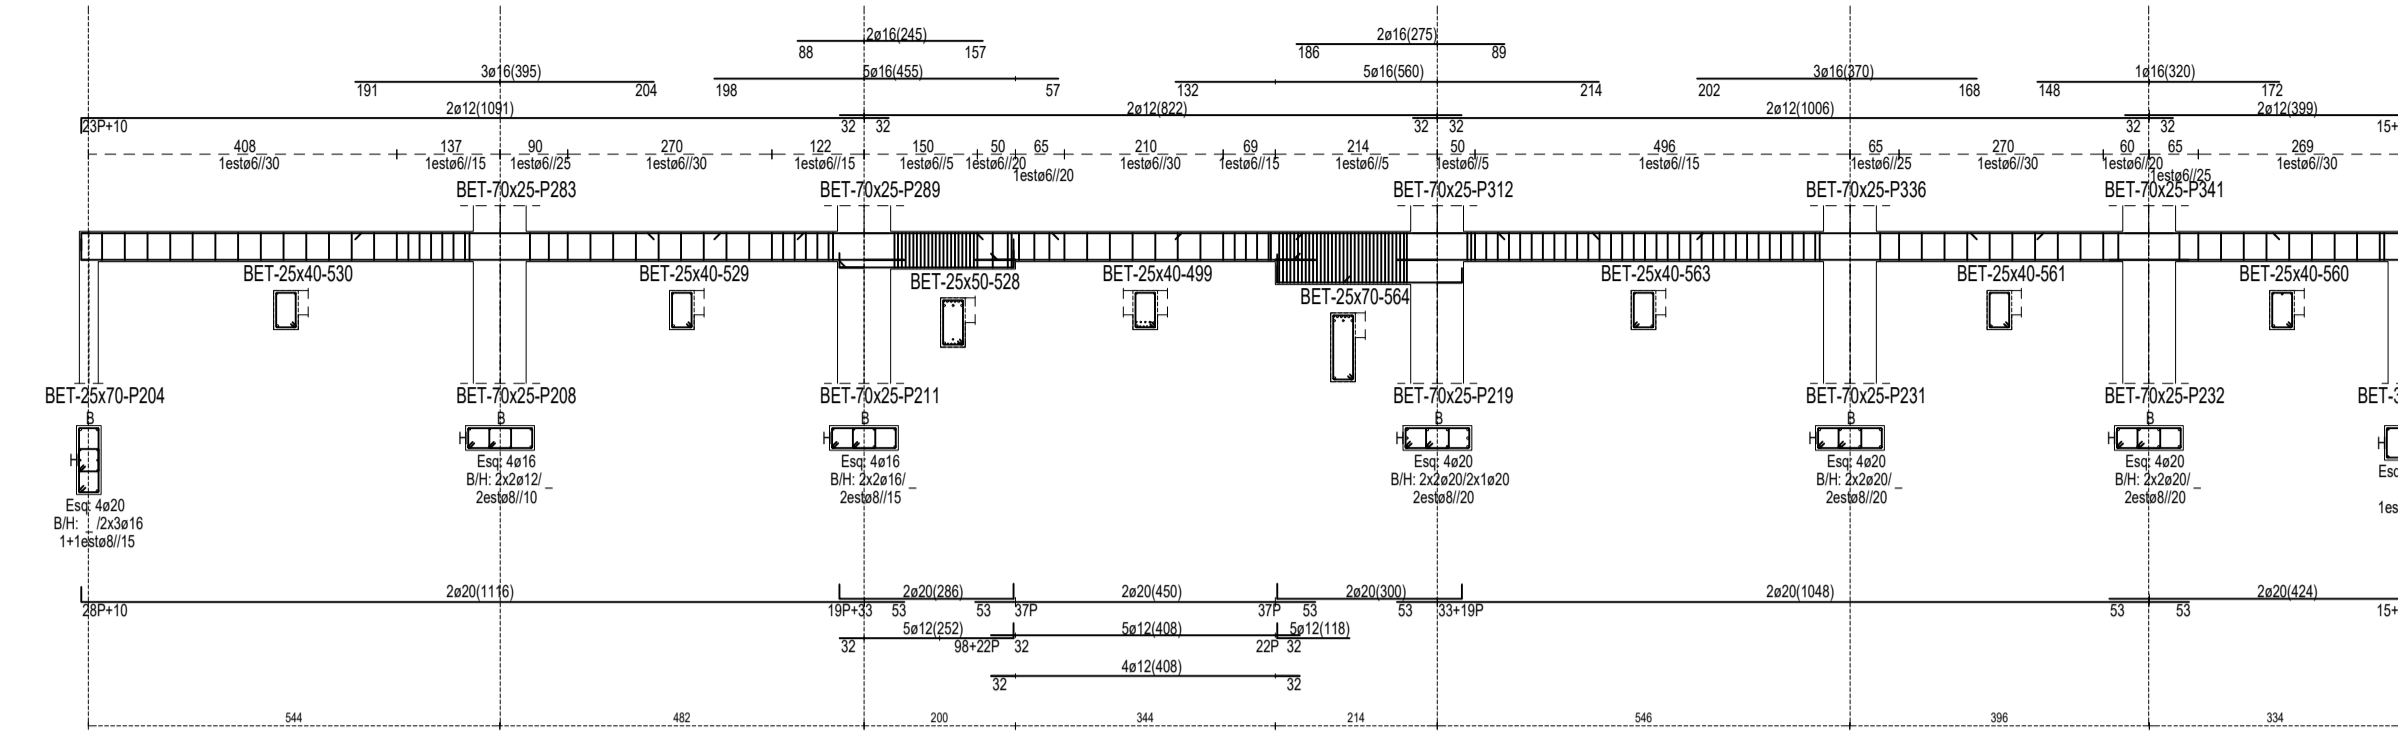 2ø16(245)
2ø16(275)
88
157
186
89
3ø16(395)
5ø16(455)
5ø16(560)
3ø16(370)
1ø16(320)
191
204
198
57
132
214
202
168
148
172
2ø12(1091)
2ø12(822)
2ø12(1006)
2ø12(399)
23P+10
32
32
32
32
32
32
15+
408
137
90
270
122
150
50
65
210
69
214
50
496
65
270
60
65
269
1estø6//30
1estø6//15
1estø6//25
1estø6//30
1estø6//15
1estø6//5
1estø6//20
1estø6//20
1estø6//30
1estø6//15
1estø6//5
1estø6//5
1estø6//15
1estø6//25
1estø6//30
1estø6//20
1estø6//25
1estø6//30
BET-70x25-P283
BET-70x25-P289
BET-70x25-P312
BET-70x25-P336
BET-70x25-P341
BET-25x40-530
BET-25x40-529
BET-25x50-528
BET-25x40-499
BET-25x70-564
BET-25x40-563
BET-25x40-561
BET-25x40-560
BET-25x70-P204
BET-70x25-P208
BET-70x25-P211
BET-70x25-P219
BET-70x25-P231
BET-70x25-P232
BET-3
B
H
Esq: 4ø20
B/H: _ /2x3ø16
1+1estø8//15
B
H
Esq: 4ø16
B/H: 2x2ø12/ _
2estø8//10
B
H
Esq: 4ø16
B/H: 2x2ø16/ _
2estø8//15
B
H
Esq: 4ø20
B/H: 2x2ø20/2x1ø20
2estø8//20
B
H
Esq: 4ø20
B/H: 2x2ø20/ _
2estø8//20
B
H
Esq: 4ø20
B/H: 2x2ø20/ _
2estø8//20
Esq
1es
2ø20(1116)
2ø20(286)
2ø20(450)
2ø20(300)
2ø20(1048)
2ø20(424)
28P+10
19P+33
53
53
37P
37P
53
53
33+19P
53
53
15+
5ø12(252)
5ø12(408)
5ø12(118)
32
98+22P
32
22P
32
4ø12(408)
32
32
544
482
200
344
214
546
396
334